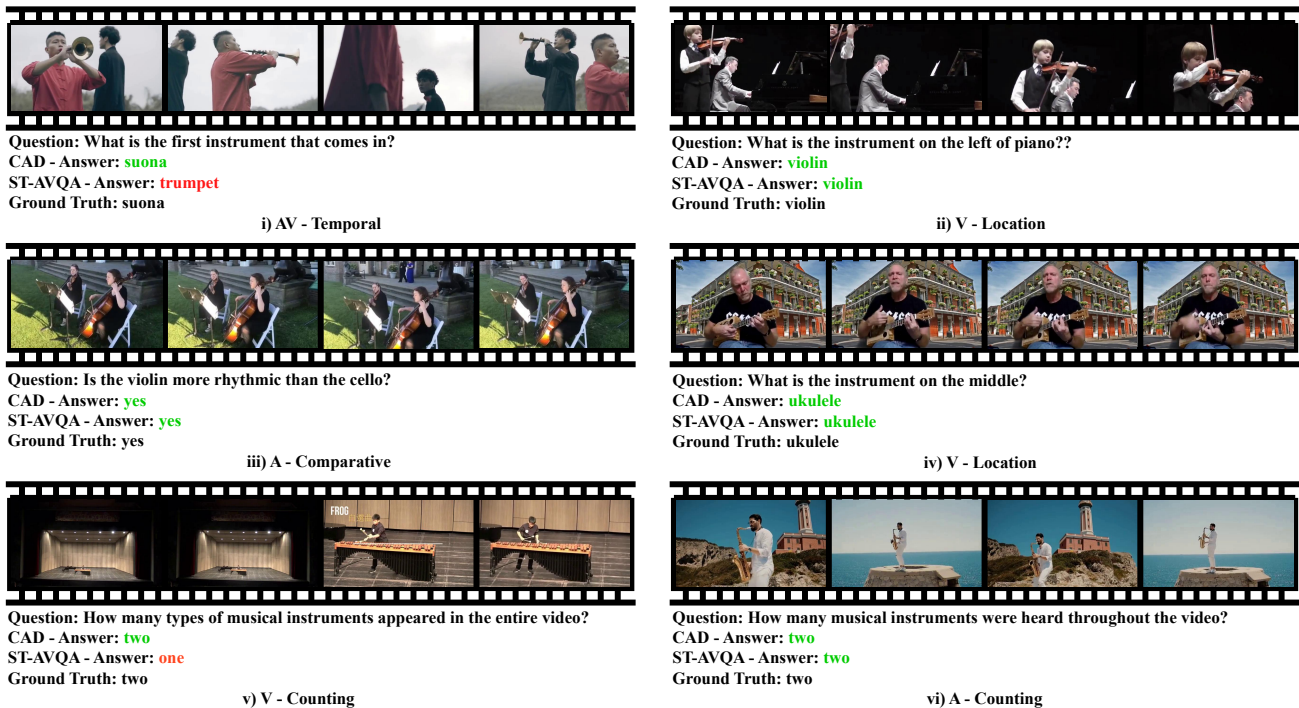 Question: What is the first instrument that comes in?
CAD - Answer: suona
ST-AVQA - Answer: trumpet
Ground Truth: suona
i) AV - Temporal
Question: What is the instrument on the left of piano??
CAD - Answer: violin
ST-AVQA - Answer: violin
Ground Truth: violin
ii) V - Location
Question: Is the violin more rhythmic than the cello?
CAD - Answer: yes
ST-AVQA - Answer: yes
Ground Truth: yes
iii) A - Comparative
Question: What is the instrument on the middle?
CAD - Answer: ukulele
ST-AVQA - Answer: ukulele
Ground Truth: ukulele
iv) V - Location
FROG
Question: How many types of musical instruments appeared in the entire video?
CAD - Answer: two
ST-AVQA - Answer: one
Ground Truth: two
v) V - Counting
Question: How many musical instruments were heard throughout the video?
CAD - Answer: two
ST-AVQA - Answer: two
Ground Truth: two
vi) A - Counting